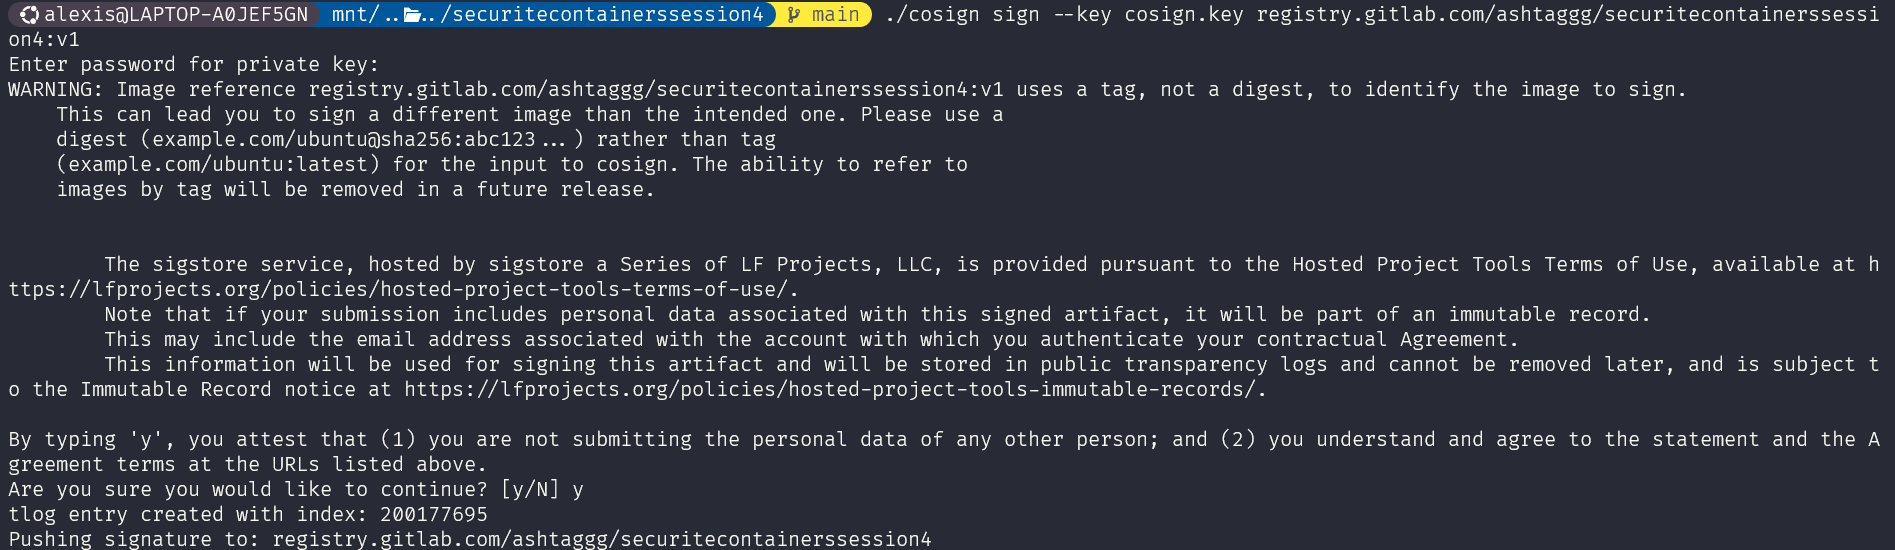 alexis@LAPTOP-A0JEF5GN mnt/../../securitecontainerssession4 main ./cosign sign --key cosign.key registry.gitlab.com/ashtaggg/securitecontainerssessi
on4:v1
Enter password for private key:
WARNING: Image reference registry.gitlab.com/ashtaggg/securitecontainerssession4:v1 uses a tag, not a digest, to identify the image to sign.
This can lead you to sign a different image than the intended one. Please use a
digest (example.com/ubuntu@sha256:abc123...) rather than tag
(example.com/ubuntu:latest) for the input to cosign. The ability to refer to
images by tag will be removed in a future release.
The sigstore service, hosted by sigstore a Series of LF Projects, LLC, is provided pursuant to the Hosted Project Tools Terms of Use, available at h
ttps://lfprojects.org/policies/hosted-project-tools-terms-of-use/.
Note that if your submission includes personal data associated with this signed artifact, it will be part of an immutable record.
This may include the email address associated with the account with which you authenticate your contractual Agreement.
This information will be used for signing this artifact and will be stored in public transparency logs and cannot be removed later, and is subject t
o the Immutable Record notice at https://lfprojects.org/policies/hosted-project-tools-immutable-records/.
By typing 'y', you attest that (1) you are not submitting the personal data of any other person; and (2) you understand and agree to the statement and the A
greement terms at the URLs listed above.
Are you sure you would like to continue? [y/N] y
tlog entry created with index: 200177695
Pushing signature to: registry.gitlab.com/ashtaggg/securitecontainerssession4